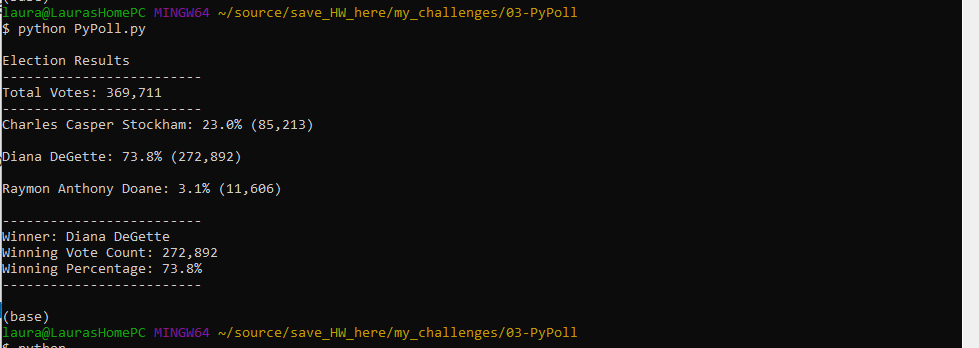 (base)
laura@LaurasHomePC MINGW64 ~/source/save_HW_here/my_challenges/03-PyPoll
$ python PyPoll.py
Election Results
-------------------------
Total Votes: 369,711
-------------------------
Charles Casper Stockham: 23.0% (85,213)
Diana DeGette: 73.8% (272,892)
Raymon Anthony Doane: 3.1% (11,606)
-------------------------
Winner: Diana DeGette
Winning Vote Count: 272,892
Winning Percentage: 73.8%
-------------------------
(base)
laura@LaurasHomePC MINGW64 ~/source/save_HW_here/my_challenges/03-PyPoll
$ python